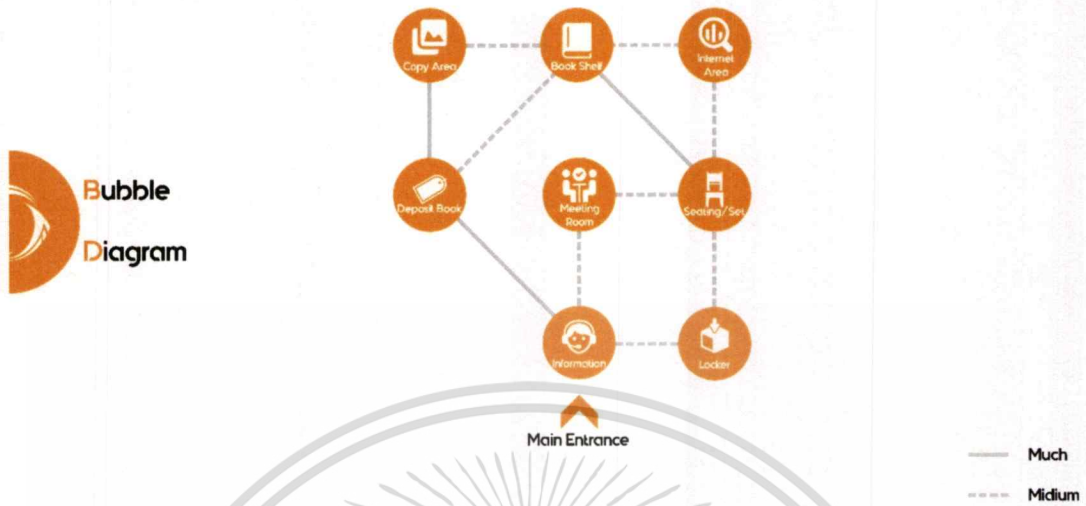 Copy Area
Book Shelf
Internet
Area
Bubble
Diagram
Deposit Book
Meeting
Room
Seating/Set
Information
Locker
Main Entrance
Much
Midium